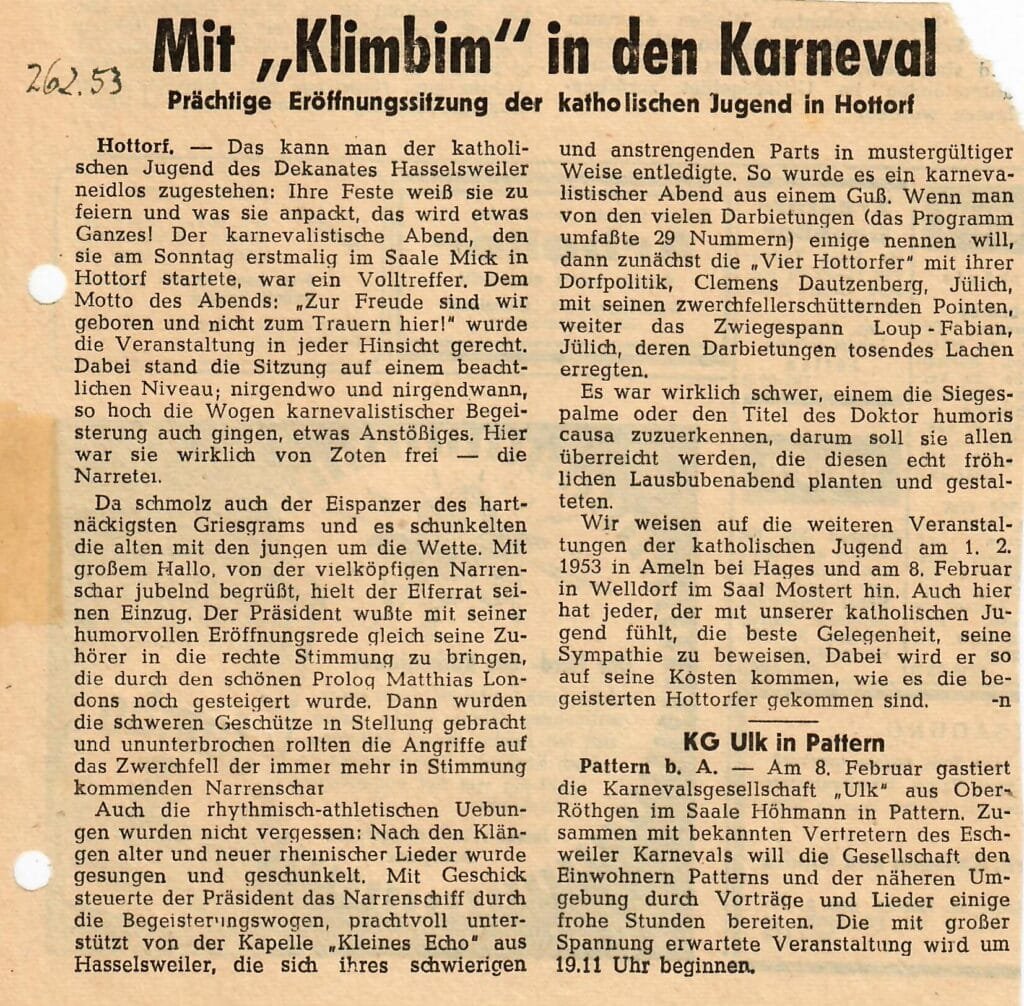 Mit „Klimbim“ in den Karneval
26.2.53
Prächtige Eröffnungssitzung der katholischen Jugend in Hottorf
Hottorf. — Das kann man der katholi-
schen Jugend des Dekanates Hasselsweiler
neidlos zugestehen: Ihre Feste weiß sie zu
feiern und was sie anpackt, das wird etwas
Ganzes! Der karnevalistische Abend, den
sie am Sonntag erstmalig im Saale Mick in
Hottorf startete, war ein Volltreffer. Dem
Motto des Abends: „Zur Freude sind wir
geboren und nicht zum Trauern hier!“ wurde
die Veranstaltung in jeder Hinsicht gerecht.
Dabei stand die Sitzung auf einem beacht-
lichen Niveau; nirgendwo und nirgendwann,
so hoch die Wogen karnevalistischer Begei-
sterung auch gingen, etwas Anstößiges. Hier
war sie wirklich von Zoten frei — die
Narretei.
Da schmolz auch der Eispanzer des hart-
näckigsten Griesgrams und es schunkelten
die alten mit den jungen um die Wette. Mit
großem Hallo, von der vielköpfigen Narren-
schar jubelnd begrüßt, hielt der Elferrat sei-
nen Einzug. Der Präsident wußte mit seiner
humorvollen Eröffnungsrede gleich seine Zu-
hörer in die rechte Stimmung zu bringen,
die durch den schönen Prolog Matthias Lon-
dons noch gesteigert wurde. Dann wurden
die schweren Geschütze in Stellung gebracht
und ununterbrochen rollten die Angriffe auf
das Zwerchfell der immer mehr in Stimmung
kommenden Narrenschar
Auch die rhythmisch-athletischen Uebun-
gen wurden nicht vergessen: Nach den Klän-
gen alter und neuer rheinischer Lieder wurde
gesungen und geschunkelt. Mit Geschick
steuerte der Präsident das Narrenschiff durch
die Begeisterungswogen, prachtvoll unter-
stützt von der Kapelle „Kleines Echo“ aus
Hasselsweiler, die sich ihres schwierigen
und anstrengenden Parts in mustergültiger
Weise entledigte. So wurde es ein karneva-
listischer Abend aus einem Guß. Wenn man
von den vielen Darbietungen (das Programm
umfaßte 29 Nummern) einige nennen will,
dann zunächst die „Vier Hottorfer“ mit ihrer
Dorfpolitik, Clemens Dautzenberg, Jülich,
mit seinen zwerchfellerschütternden Pointen,
weiter das Zwiegespann Loup-Fabian,
Jülich, deren Darbietungen tosendes Lachen
erregten.
Es war wirklich schwer, einem die Sieges-
palme oder den Titel des Doktor humoris
causa zuzuerkennen, darum soll sie allen
überreicht werden, die diesen echt fröh-
lichen Lausbubenabend planten und gestal-
teten.
Wir weisen auf die weiteren Veranstal-
tungen der katholischen Jugend am 1. 2.
1953 in Ameln bei Hages und am 8. Februar
in Welldorf im Saal Mostert hin. Auch hier
hat jeder, der mit unserer katholischen Ju-
gend fühlt, die beste Gelegenheit, seine
Sympathie zu beweisen. Dabei wird er so
auf seine Kosten kommen, wie es die be-
geisterten Hottorfer gekommen sind. -n
KG Ulk in Pattern
Pattern b. A. — Am 8. Februar gastiert
die Karnevalsgesellschaft „Ulk“ aus Ober-
Röthgen im Saale Höhmann in Pattern. Zu-
sammen mit bekannten Vertretern des Esch-
weiler Karnevals will die Gesellschaft den
Einwohnern Patterns und der näheren Um-
gebung durch Vorträge und Lieder einige
frohe Stunden bereiten. Die mit großer
Spannung erwartete Veranstaltung wird um
19.11 Uhr beginnen.